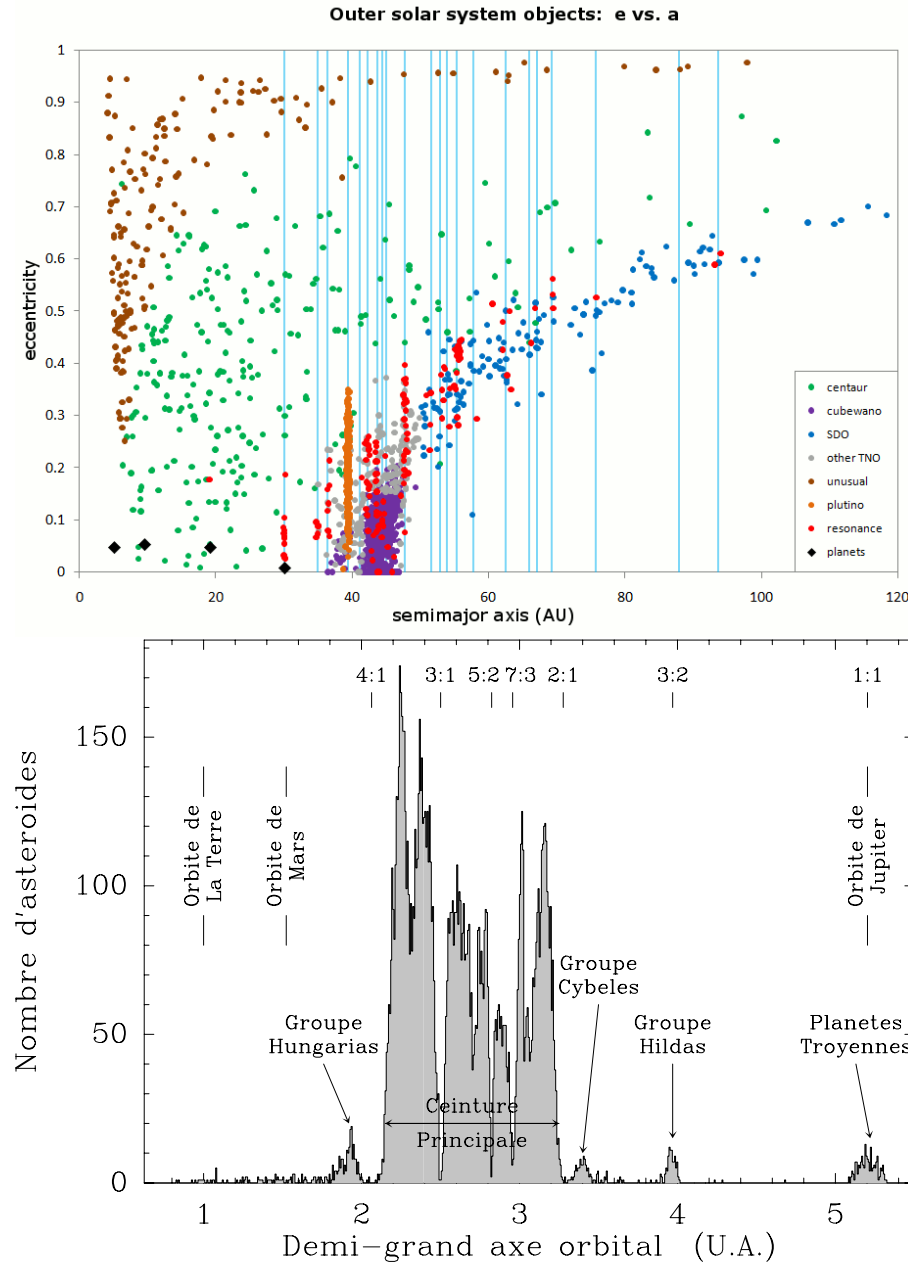 Outer solar system objects: e vs. a
1
0.9
0.8
0.7
0.6
0.5
0.4
0.3
0.2
0.1
0
eccentricity
centaur
cubewano
SDO
other TNO
unusual
plutino
resonance
planets
0 20 40 60 80 100 120
semimajor axis (AU)
4:1 3:1 5:2 7:3 2:1 3:2 1:1
150
100
50
0
Nombre d'asteroides
Orbite de
La Terre
Orbite de
Mars
Orbite de
Jupiter
Groupe
Hungarias
Groupe
Cybeles
Groupe
Hildas
Planetes
Troyennes
Ceinture
Principale
1 2 3 4 5
Demi-grand axe orbital (U.A.)